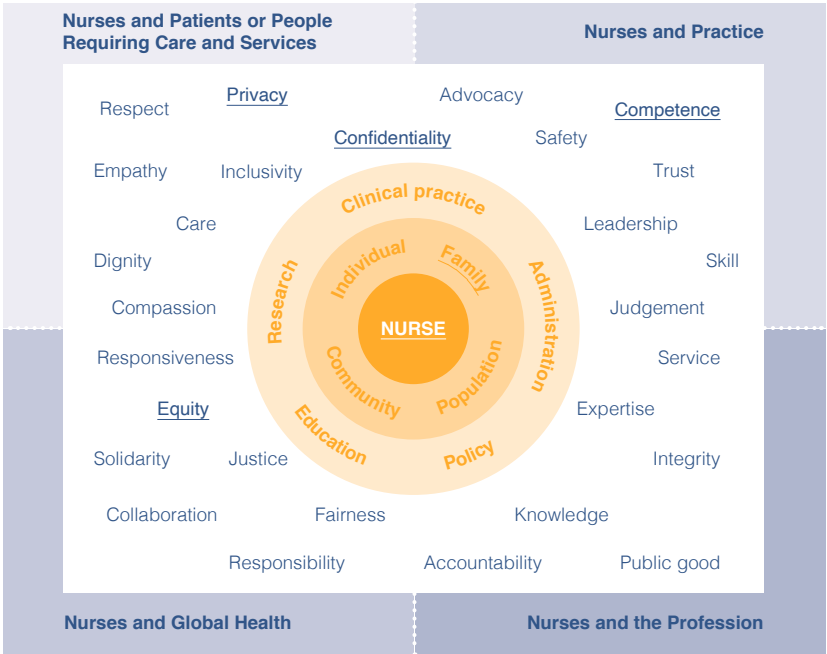 Nurses and Patients or People
Requiring Care and Services
Nurses and Practice
Respect
Privacy
Advocacy
Competence
Confidentiality
Safety
Empathy
Inclusivity
Trust
Clinical practice
Care
Leadership
Individual
Family
Dignity
Skill
Research
Administration
Compassion
Judgement
NURSE
Responsiveness
Service
Community
Population
Equity
Expertise
Education
Policy
Solidarity
Justice
Integrity
Collaboration
Fairness
Knowledge
Responsibility
Accountability
Public good
Nurses and Global Health
Nurses and the Profession